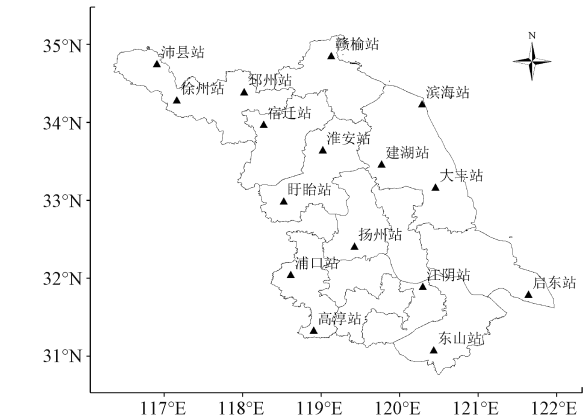 N
35°N
34°N
33°N
32°N
31°N
赣榆站
沛县站
徐州站
邳州站
滨海站
宿迁站
淮安站
建湖站
大丰站
盱眙站
扬州站
浦口站
江阴站
启东站
高淳站
东山站
117°E 118°E 119°E 120°E 121°E 122°E